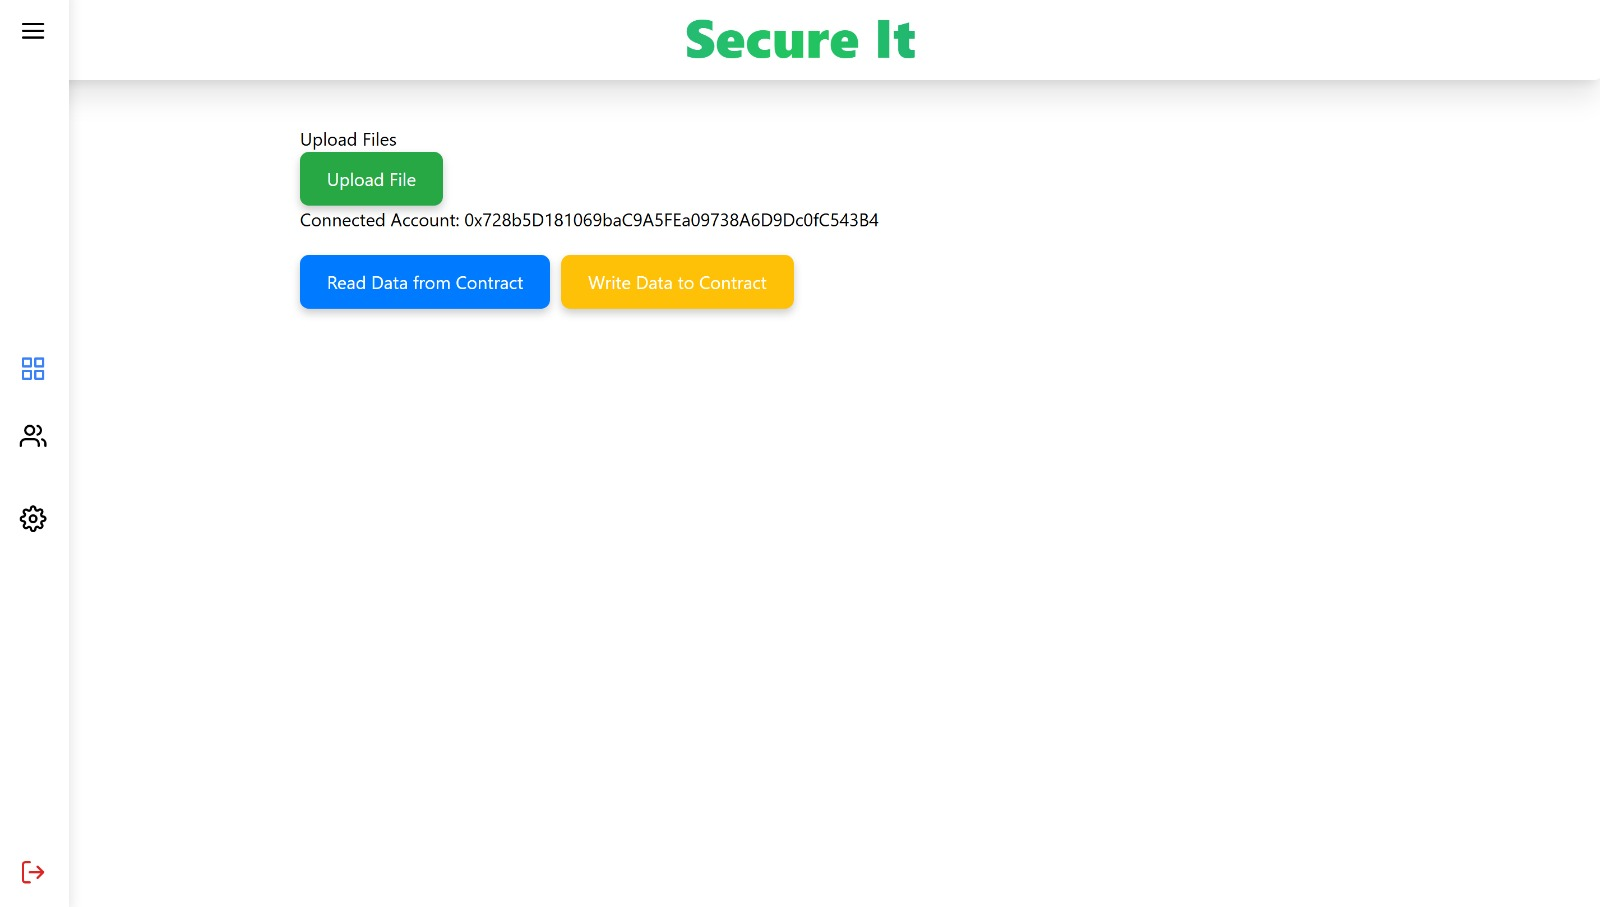 Secure It
Upload Files
Upload File
Connected Account: 0x728b5D181069baC9A5FEa09738A6D9Dc0fC543B4
Read Data from Contract
Write Data to Contract